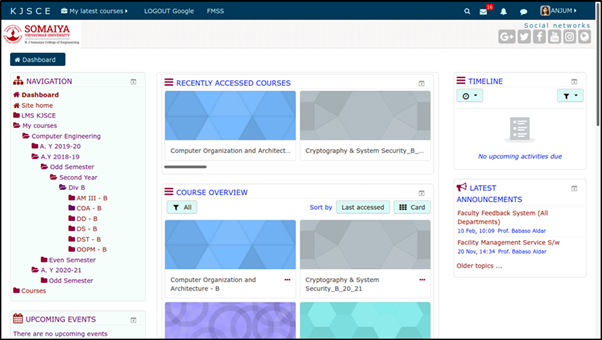 KJSCE My latest courses LOGOUT Google FMSS 16 ANJUM
SOMAIYA
VIDYAVIHAR UNIVERSITY
K J Somaiya College of Engineering
Social networks
Dashboard
NAVIGATION
Dashboard
Site home
LMS KJSCE
My courses
Computer Engineering
A. Y 2019-20
A.Y 2018-19
Odd Semester
Second Year
Div B
AM III - B
COA - B
DD - B
DS - B
DST - B
OOPM - B
Even Semester
A. Y 2020-21
Odd Semester
Courses
UPCOMING EVENTS
There are no upcoming events
RECENTLY ACCESSED COURSES
Computer Organization and Architect... Cryptography & System Security_B_...
COURSE OVERVIEW
All Sort by Last accessed Card
Computer Organization and
Architecture - B
Cryptography & System
Security_B_20_21
TIMELINE
No upcoming activities due
LATEST
ANNOUNCEMENTS
Faculty Feedback System (All
Departments)
10 Feb, 10:09 Prof. Babaso Aldar
Facility Management Service S/w
20 Nov, 14:34 Prof. Babaso Aldar
Older topics ...